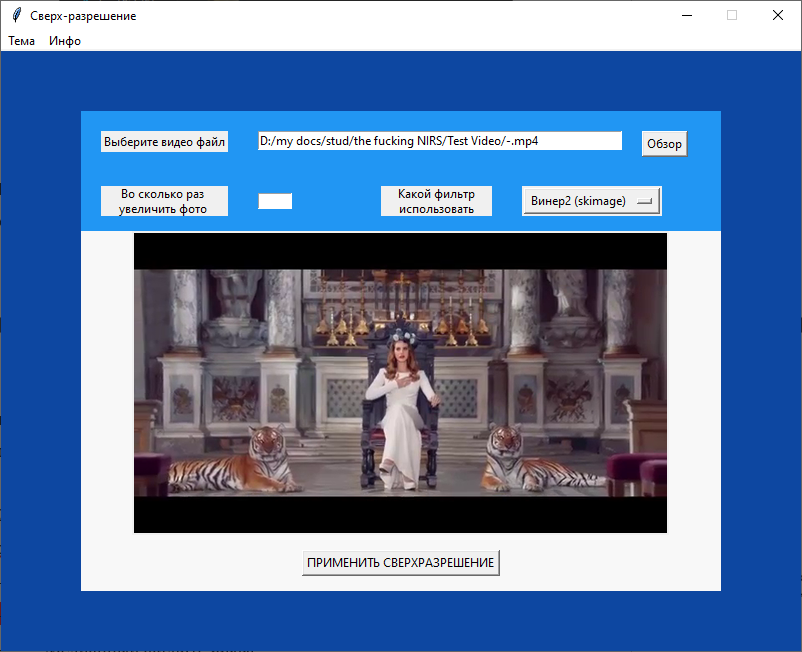 Сверх-разрешение
Тема Инфо
Выберите видео файл
D:/my docs/stud/the fucking NIRS/Test Video/-.mp4
Обзор
Во сколько раз
увеличить фото
Какой фильтр
использовать
Винер2 (skimage)
ПРИМЕНИТЬ СВЕРХРАЗРЕШЕНИЕ